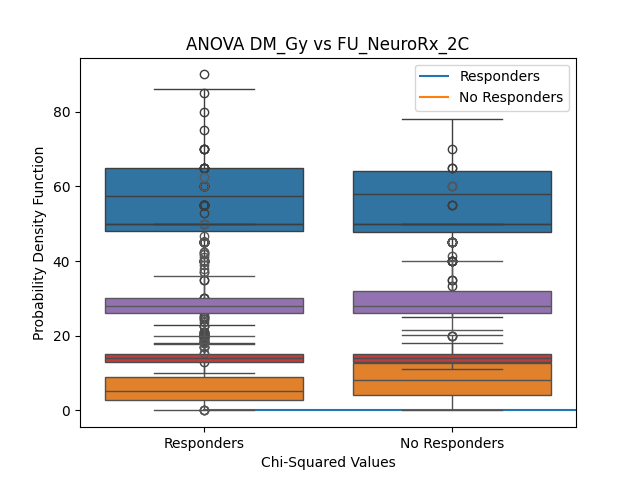 ANOVA DM_Gy vs FU_NeuroRx_2C
Responders
No Responders
Probability Density Function
80
60
40
20
0
Responders
No Responders
Chi-Squared Values